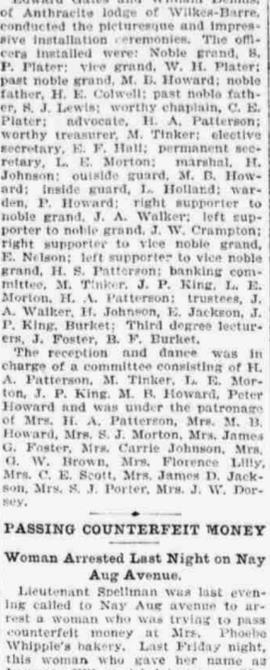 of Anthracite lodge of Wilkes-Barre,
conducted the picturesque and impres-
sive installation ceremonies. The offi-
cers installed were: Noble grand, S.
P. Plater; vice grand, W. H. Plater;
past noble grand, M. B. Howard; noble
father, H. E. Colwell; past noble fath-
er, S. J. Lewis; worthy chaplain, C. E.
Plater; advocate, H. A. Patterson;
worthy treasurer, M. Tinker; elective
secretary, E. F. Hall; permanent sec-
retary, L. E. Morton; marshal, H.
Johnson; outside guard, M. B. How-
ard; inside guard, L. Holland; war-
den, P. Howard; right supporter to
noble grand, J. A. Walker; left sup-
porter to noble grand, J. W. Crampton;
right supporter to vice noble grand,
E. Nelson; left supporter to vice noble
grand, H. S. Patterson; banking com-
mittee, M. Tinker, J. P. King, L. E.
Morton, H. A. Patterson; trustees, J.
A. Walker, H. Johnson, E. Jackson, J.
P. King, Burket; Third degree lectur-
ers, J. Foster, B. F. Burket.
The reception and dance was in
charge of a committee consisting of H.
A. Patterson, M. Tinker, L. E. Mor-
ton, J. P. King, M. B. Howard, Peter
Howard and was under the patronage
of Mrs. H. A. Patterson, Mrs. M. B.
Howard, Mrs. S. J. Morton, Mrs. James
G. Foster, Mrs. Carrie Johnson, Mrs.
G. W. Brown, Mrs. Florence Lilly,
Mrs. C. E. Scott, Mrs. James D. Jack-
son, Mrs. S. J. Porter, Mrs. J. W. Dor-
sey.
PASSING COUNTERFEIT MONEY
Woman Arrested Last Night on Nay
Aug Avenue.
Lieutenant Spellman was last even-
ing called to Nay Aug avenue to ar-
rest a woman who was trying to pass
counterfeit money at Mrs. Phoebe
Whipple's bakery. Last Friday night,
this woman who gave her name as